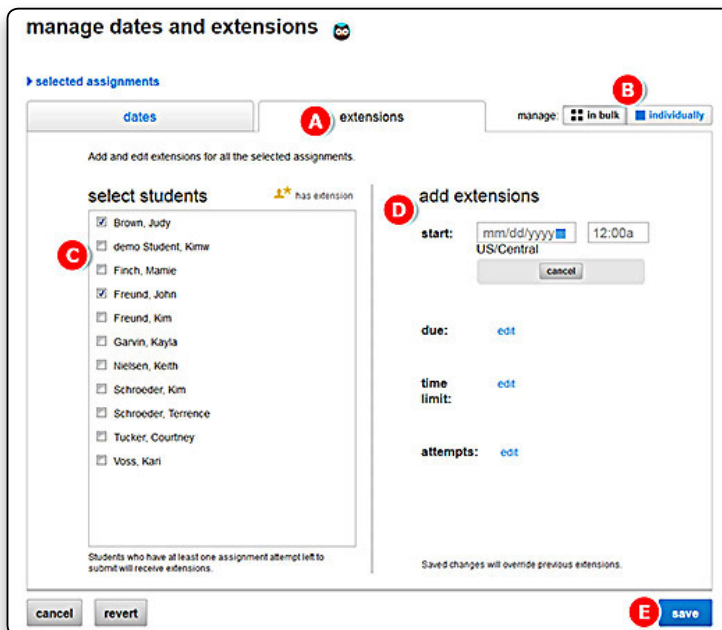 manage dates and extensions
selected assignments
dates
A extensions
manage: in bulk individually
B
Add and edit extensions for all the selected assignments.
select students
has extension
C
Brown, Judy
demo Student, Kimw
Finch, Mamie
Freund, John
Freund, Kim
Garvin, Kayla
Nielsen, Keith
Schroeder, Kim
Schroeder, Terrence
Tucker, Courtney
Voss, Kari
Students who have at least one assignment attempt left to
submit will receive extensions.
D add extensions
start: mm/dd/yyyy 12:00a
US/Central
cancel
due: edit
time edit
limit:
attempts: edit
Saved changes will override previous extensions.
cancel revert E save